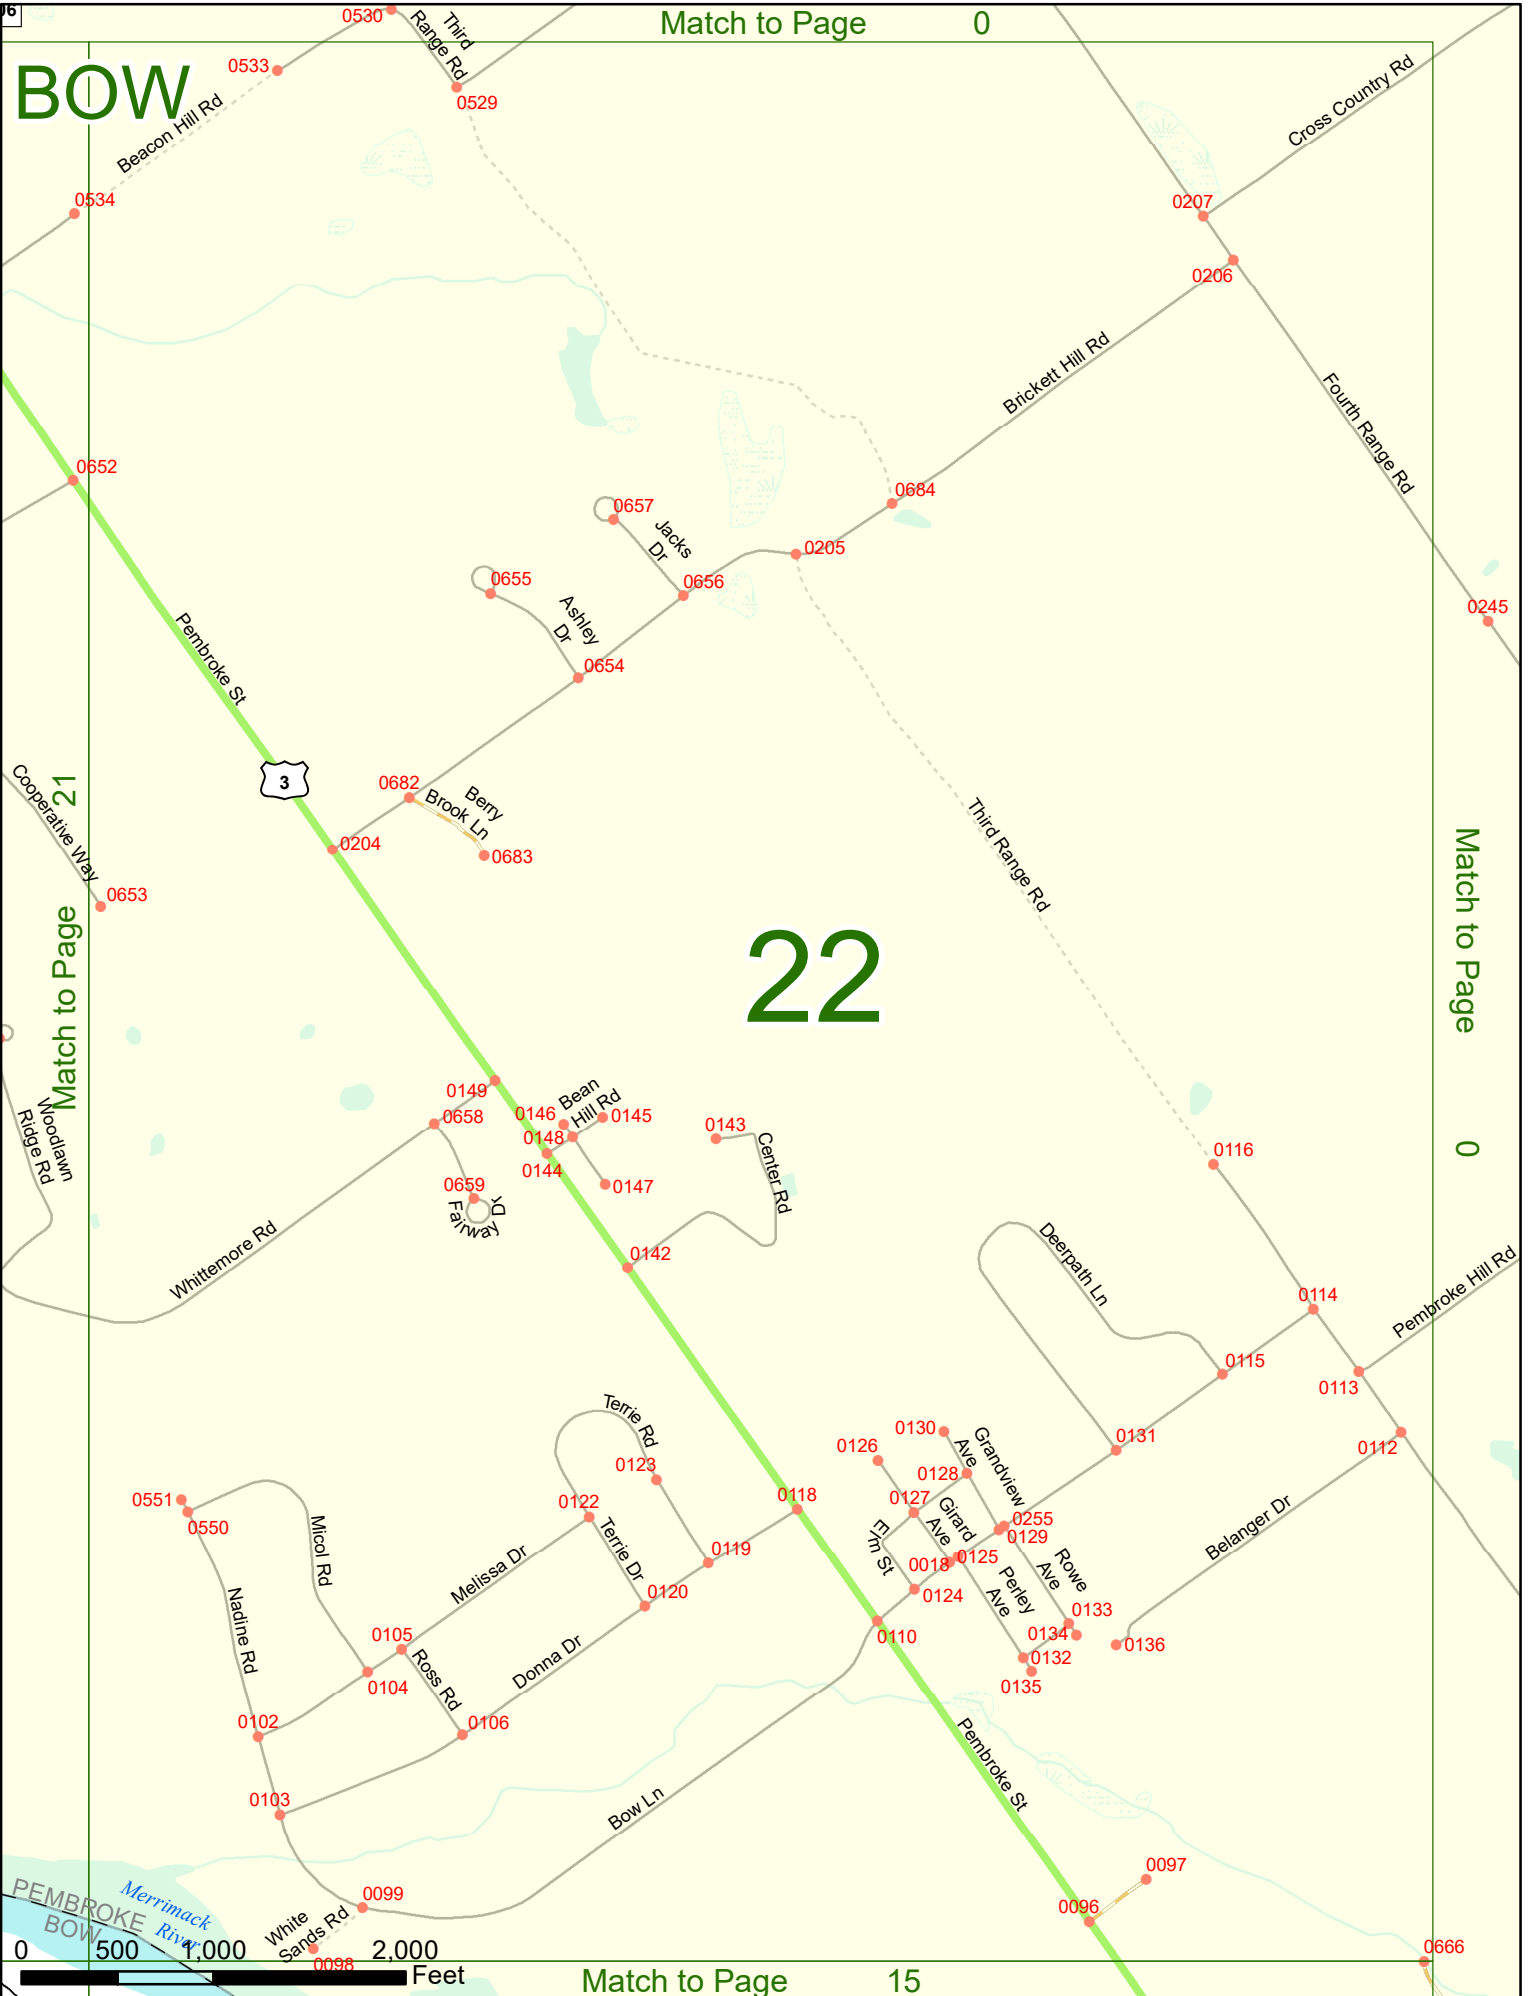 06
0530
Third
Range Rd
Match to Page 0
0533
0529
BOW
Beacon Hill Rd
Cross Country Rd
0534
0207
0206
Brickett Hill Rd
Fourth Range Rd
0652
0684
0657
Jacks
Dr
0205
0655
0656
0245
Ashley
Dr
Pembroke St
0654
3
0682
Berry
Brook Ln
Cooperative Way
Match to Page 21
0204
0683
Third Range Rd
Match to Page 0
0653
22
0149
Bean
Hill Rd
0658
0146
0145
0148
0143
Center Rd
Woodlawn
Ridge Rd
0144
0116
0659
0147
Fairway Dr
Whittemore Rd
0142
Deerpath Ln
Pembroke Hill Rd
0114
0115
0113
Terrie Rd
0130
Grandview
Ave
0131
0126
0112
0123
0128
0551
0122
0118
0127
Girard
Ave
0255
0550
0129
Micol Rd
Elm St
Belanger Dr
Melissa Dr
Terrie Dr
0119
0018
0125
Rowe
Ave
Perley
Ave
0120
0124
Nadine Rd
0133
0105
0110
0134
0136
Ross Rd
Donna Dr
0132
0104
0135
0102
0106
Pembroke St
0103
Bow Ln
0097
PEMBROKE
BOW
Merrimack
River
0099
0096
White
Sands Rd
0666
0 500 1,000 2,000
0098
Feet
Match to Page 15